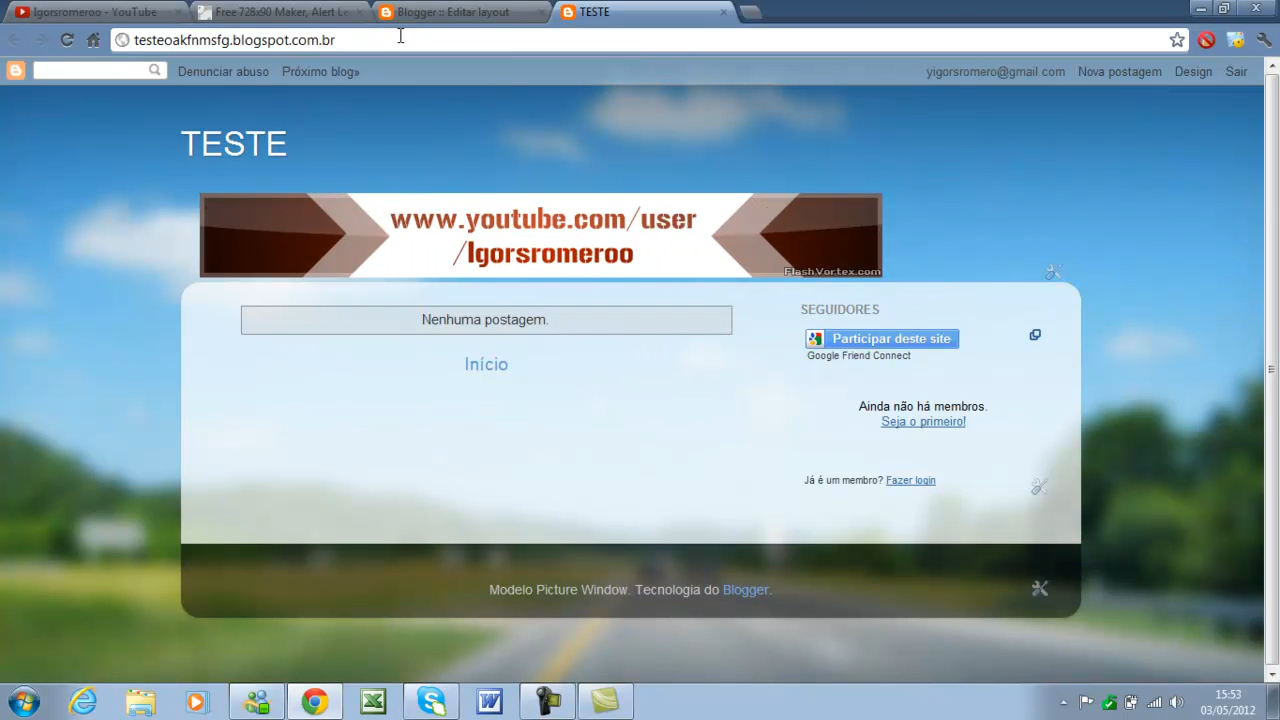 Igorsromeroo - YouTube
Free 728x90 Maker, Alert Le
Blogger :: Editar layout
TESTE
testeoakfnmsfg.blogspot.com.br
Denunciar abuso
Próximo blog»
yigorsromero@gmail.com
Nova postagem
Design
Sair
TESTE
www.youtube.com/user
/Igorsromeroo
FlashVortex.com
Nenhuma postagem.
Início
SEGUIDORES
Participar deste site
Google Friend Connect
Ainda não há membros.
Seja o primeiro!
Já é um membro? Fazer login
Modelo Picture Window. Tecnologia do Blogger.
15:53
03/05/2012